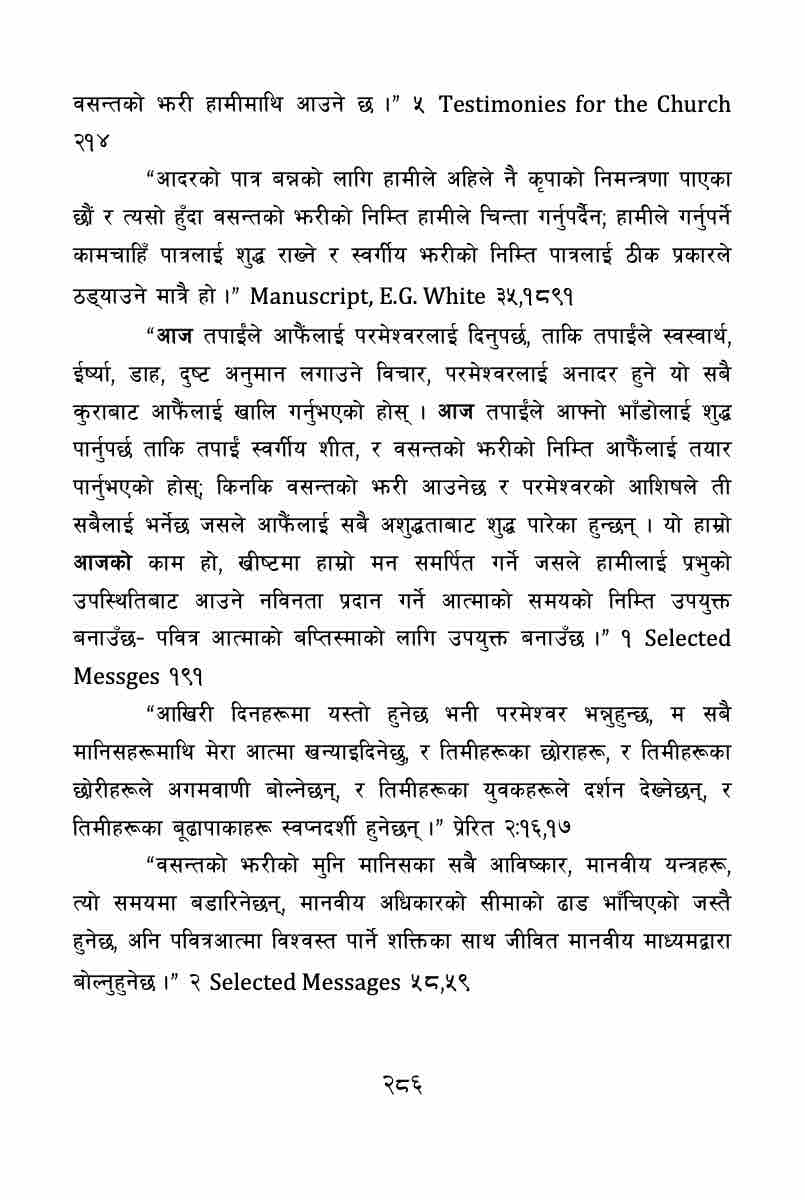 वसन्तको झरी हामीमाथि आउने छ ।” ५ Testimonies for the Church
२१४
“आदरको पात्र बन्नको लागि हामीले अहिले नै कृपाको निमन्त्रणा पाएका
छौं र त्यसो हुँदा वसन्तको झरीको निम्ति हामीले चिन्ता गर्नुपर्दैन; हामीले गर्नुपर्ने
कामचाहिँ पात्रलाई शुद्ध राख्ने र स्वर्गीय झरीको निम्ति पात्रलाई ठीक प्रकारले
ठड्याउने मात्रै हो ।” Manuscript, E.G. White ३५,१८९१
“आज तपाईंले आफैंलाई परमेश्वरलाई दिनुपर्छ, ताकि तपाईंले स्वस्वार्थ,
ईर्ष्या, डाह, दुष्ट अनुमान लगाउने विचार, परमेश्वरलाई अनादर हुने यो सबै
कुराबाट आफैंलाई खालि गर्नुभएको होस् । आज तपाईंले आफ्नो भाँडोलाई शुद्ध
पार्नुपर्छ ताकि तपाईं स्वर्गीय शीत, र वसन्तको झरीको निम्ति आफैंलाई तयार
पार्नुभएको होस्; किनकि वसन्तको झरी आउनेछ र परमेश्वरको आशिषले ती
सबैलाई भर्नेछ जसले आफैंलाई सबै अशुद्धताबाट शुद्ध पारेका हुन्छन् । यो हाम्रो
आजको काम हो, ख्रीष्टमा हाम्रो मन समर्पित गर्ने जसले हामीलाई प्रभुको
उपस्थितिबाट आउने नविनता प्रदान गर्ने आत्माको समयको निम्ति उपयुक्त
बनाउँछ- पवित्र आत्माको बप्तिस्माको लागि उपयुक्त बनाउँछ ।” १ Selected
Messges १९१
“आखिरी दिनहरूमा यस्तो हुनेछ भनी परमेश्वर भन्नुहुन्छ, म सबै
मानिसहरूमाथि मेरा आत्मा खन्याइदिनेछु, र तिमीहरूका छोराहरू, र तिमीहरूका
छोरीहरूले अगमवाणी बोल्नेछन्, र तिमीहरूका युवकहरूले दर्शन देख्नेछन्, र
तिमीहरूका बूढापाकाहरू स्वप्नदर्शी हुनेछन् ।” प्रेरित २:१६,१७
“वसन्तको झरीको मुनि मानिसका सबै आविष्कार, मानवीय यन्त्रहरू,
त्यो समयमा बडारिनेछन्, मानवीय अधिकारको सीमाको ढाड भाँचिएको जस्तै
हुनेछ, अनि पवित्रआत्मा विश्वस्त पार्ने शक्तिका साथ जीवित मानवीय माध्यमद्वारा
बोल्नुहुनेछ ।” २ Selected Messages ५८,५९
२८६